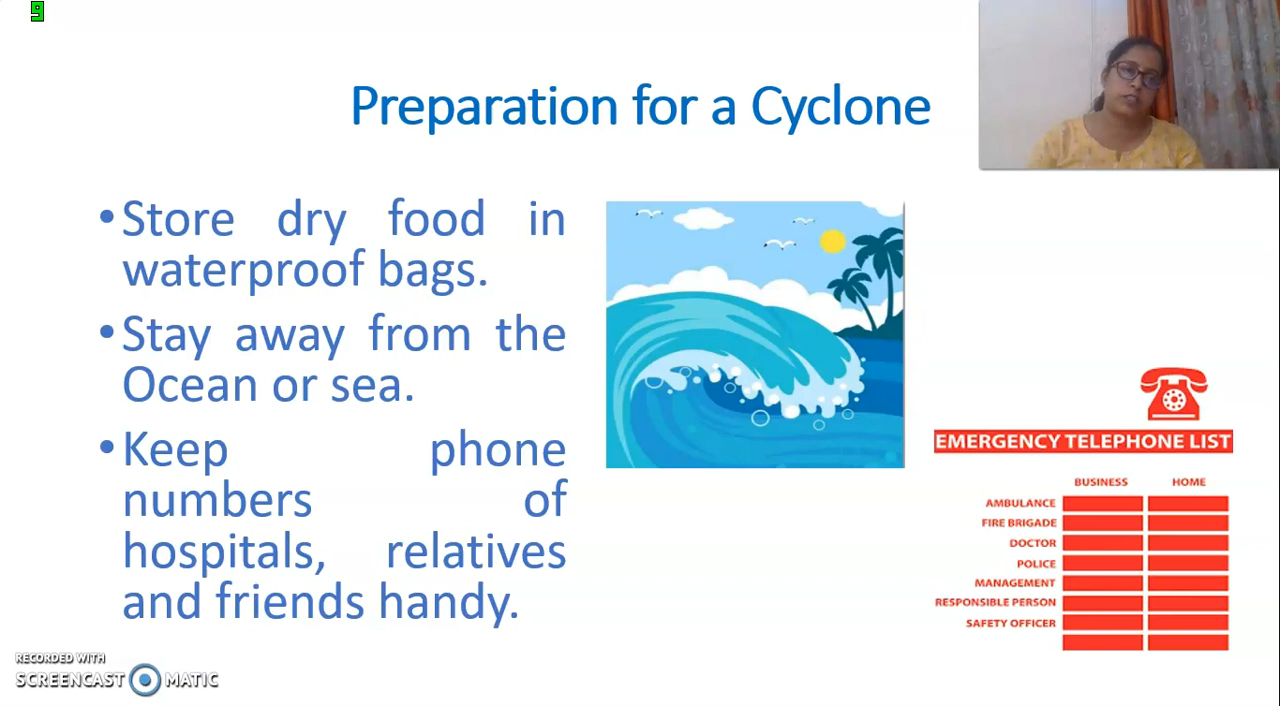 9
Preparation for a Cyclone
•Store dry food in
waterproof bags.
•Stay away from the
Ocean or sea.
•Keep phone
numbers of
hospitals, relatives
and friends handy.
EMERGENCY TELEPHONE LIST
BUSINESS HOME
AMBULANCE
FIRE BRIGADE
DOCTOR
POLICE
MANAGEMENT
RESPONSIBLE PERSON
SAFETY OFFICER
RECORDED WITH
SCREENCAST MATIC